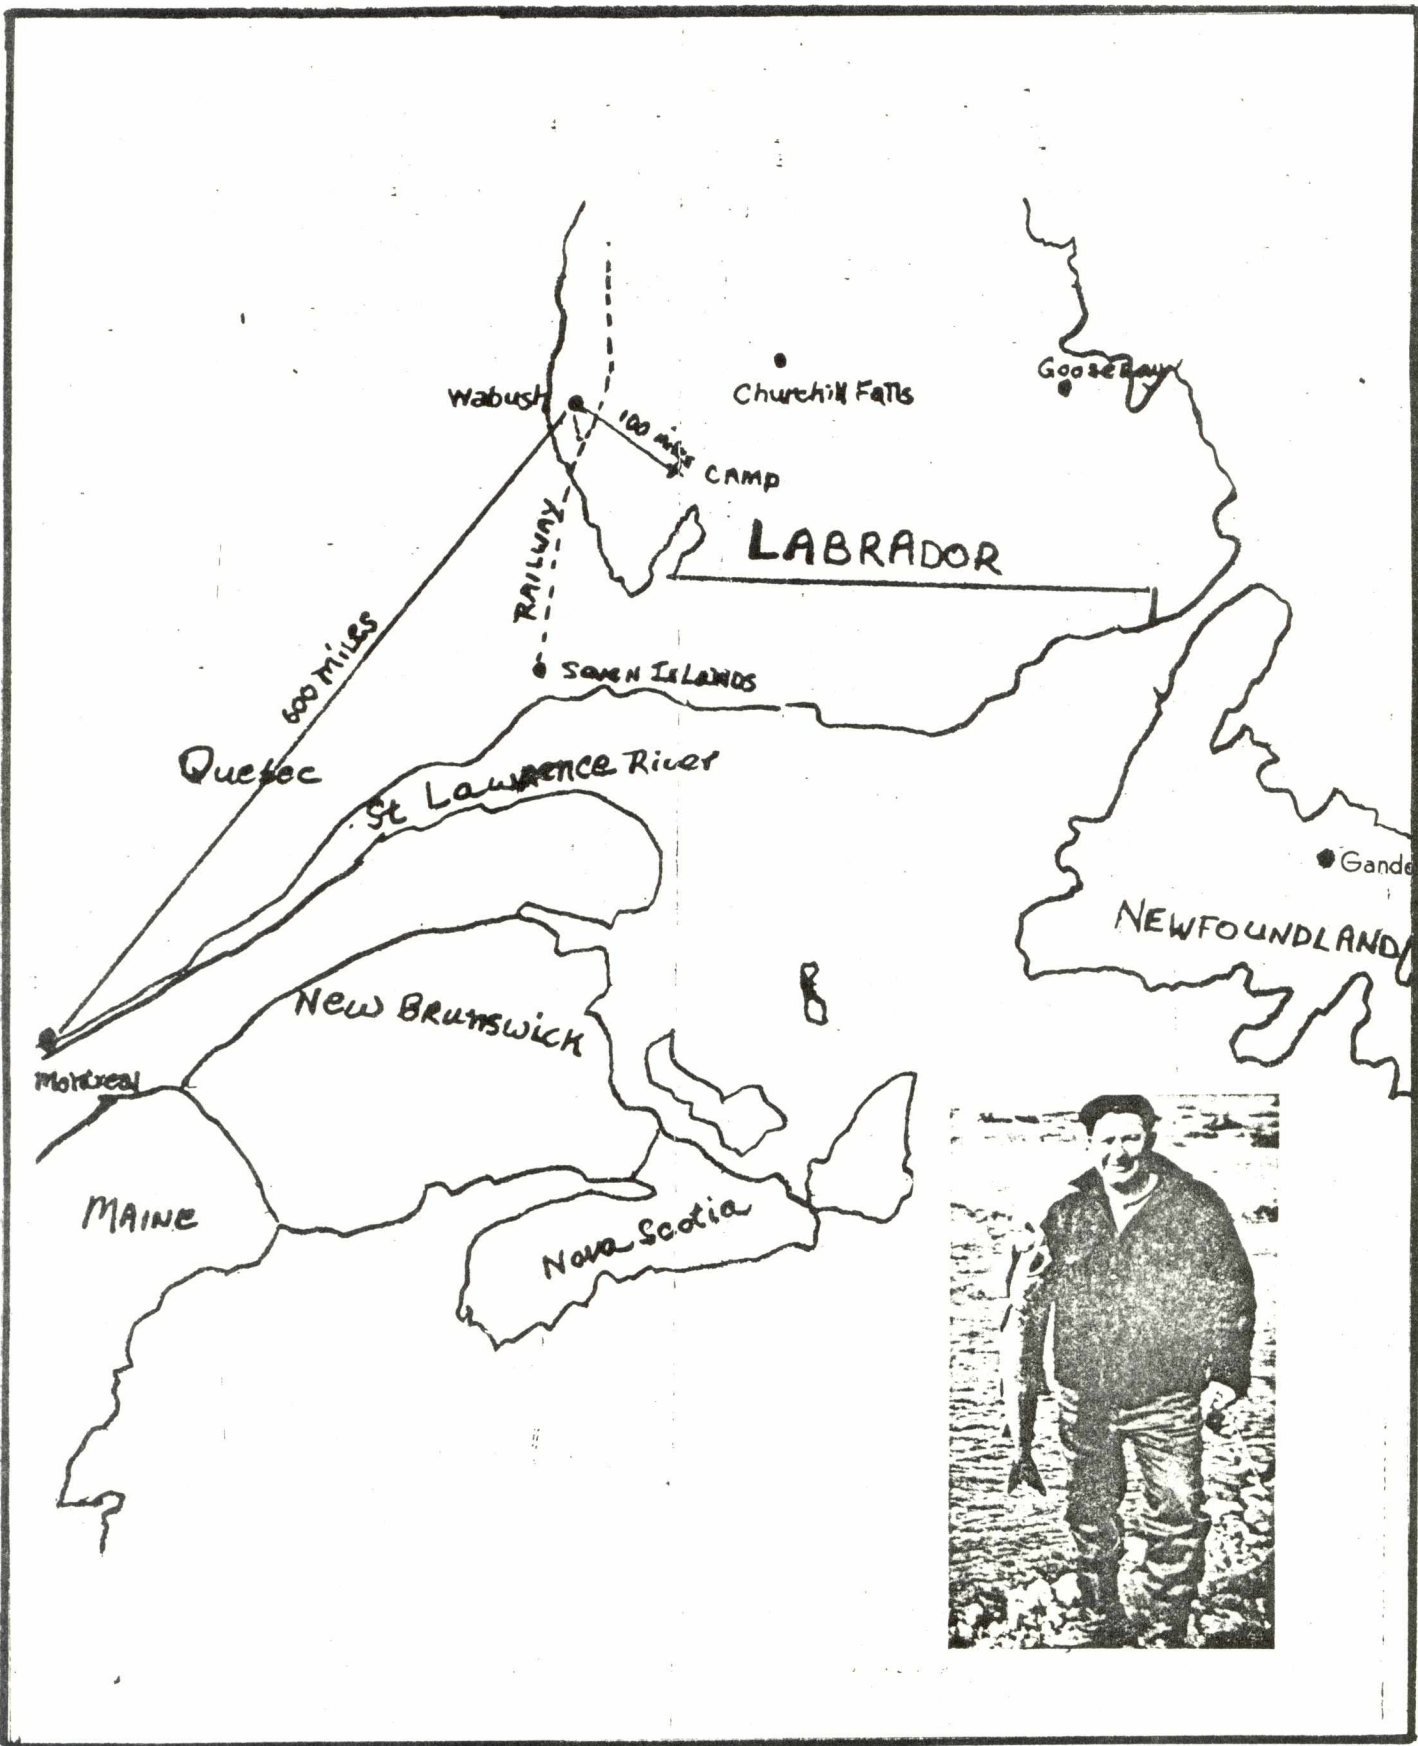 Goose Bay
Wabush
Churchill Falls
100 miles
CAMP
LABRADOR
RAILWAY
600 MILES
Seven Islands
Quebec
St Lawrence River
Gande
NEWFOUNDLAND
New Brunswick
Montreal
MAINE
Nova Scotia